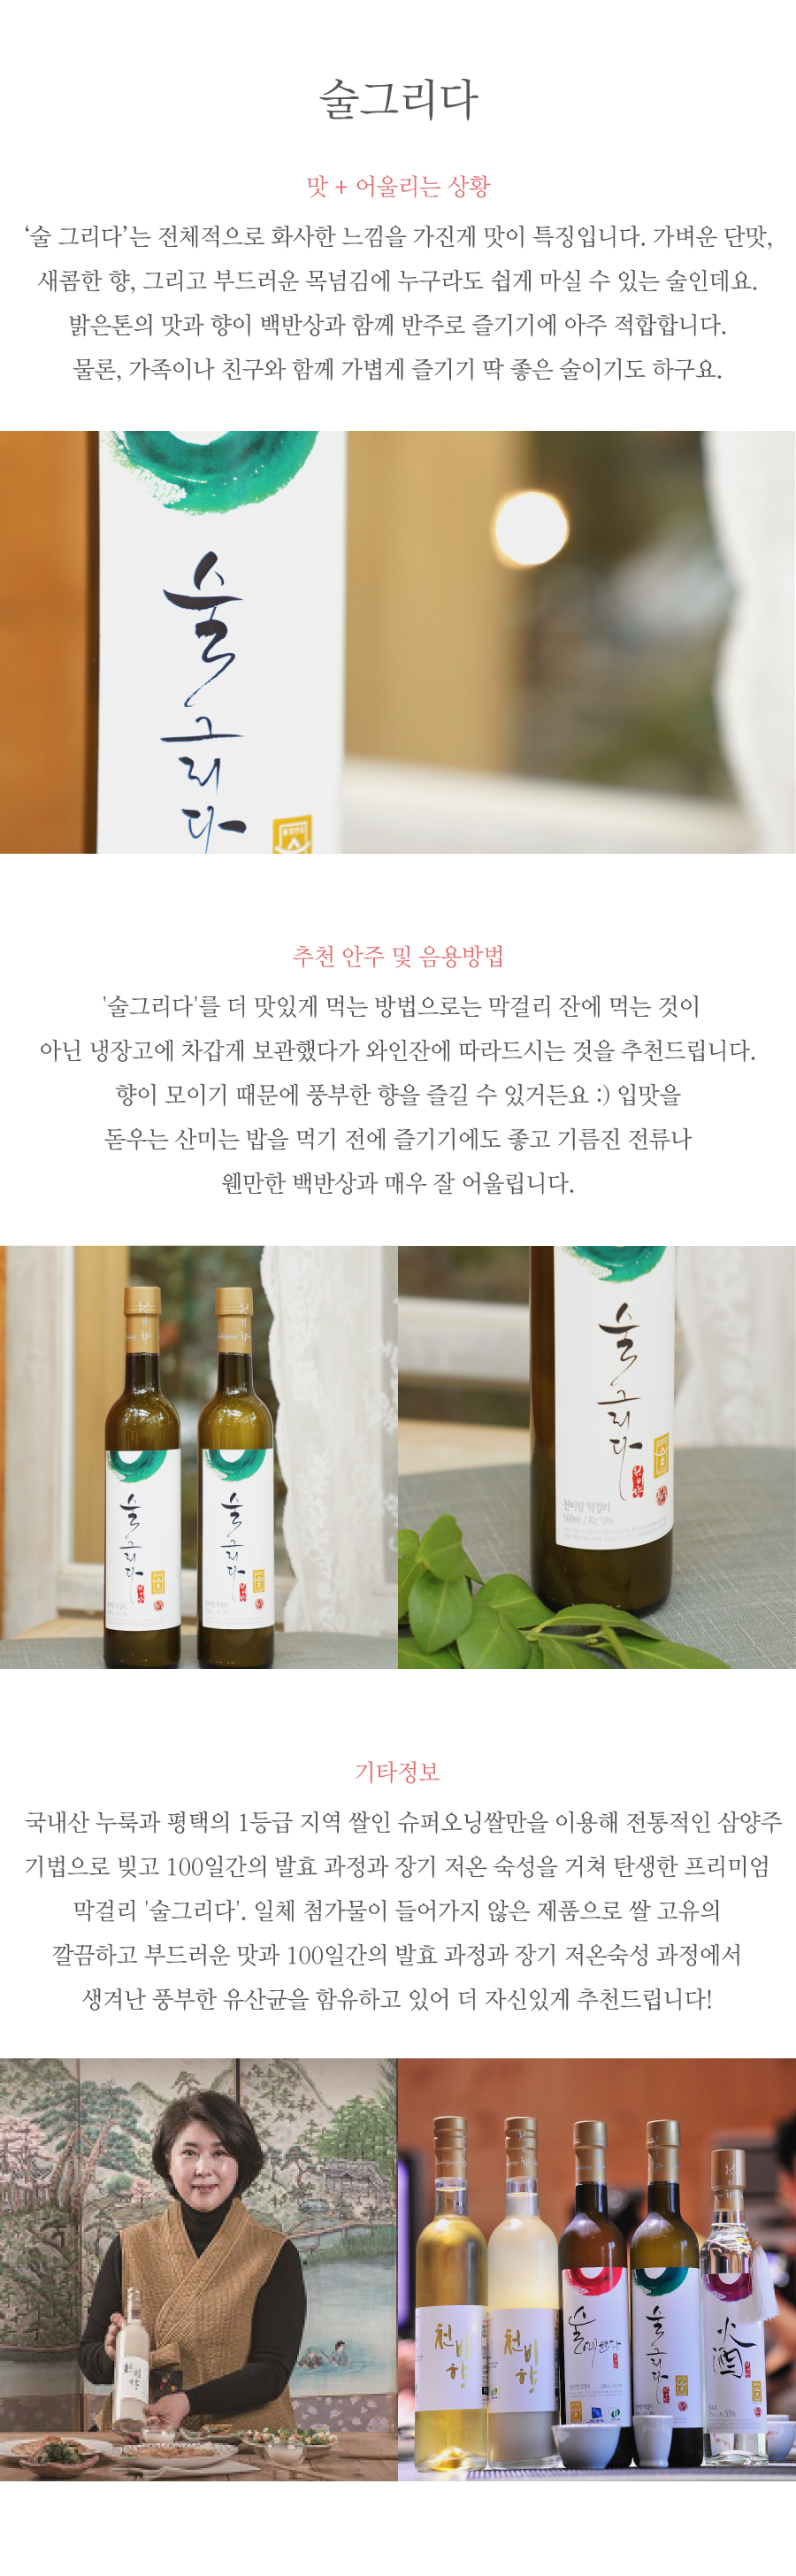 술그리다
맛 + 어울리는 상황
‘술 그리다’는 전체적으로 화사한 느낌을 가진게 맛이 특징입니다. 가벼운 단맛,
새콤한 향, 그리고 부드러운 목넘김에 누구라도 쉽게 마실 수 있는 술인데요.
밝은톤의 맛과 향이 백반상과 함께 반주로 즐기기에 아주 적합합니다.
물론, 가족이나 친구와 함께 가볍게 즐기기 딱 좋은 술이기도 하구요.
술그리다
추천 안주 및 음용방법
'술그리다'를 더 맛있게 먹는 방법으로는 막걸리 잔에 먹는 것이
아닌 냉장고에 차갑게 보관했다가 와인잔에 따라드시는 것을 추천드립니다.
향이 모이기 때문에 풍부한 향을 즐길 수 있거든요 :) 입맛을
돋우는 산미는 밥을 먹기 전에 즐기기에도 좋고 기름진 전류나
웬만한 백반상과 매우 잘 어울립니다.
술그리다
술그리다
술그리다
천비향 막걸리
500ml / Alc 10%
기타정보
국내산 누룩과 평택의 1등급 지역 쌀인 슈퍼오닝쌀만을 이용해 전통적인 삼양주
기법으로 빚고 100일간의 발효 과정과 장기 저온 숙성을 거쳐 탄생한 프리미엄
막걸리 '술그리다'. 일체 첨가물이 들어가지 않은 제품으로 쌀 고유의
깔끔하고 부드러운 맛과 100일간의 발효 과정과 장기 저온숙성 과정에서
생겨난 풍부한 유산균을 함유하고 있어 더 자신있게 추천드립니다!
천비향
천비향
천비향
술예쁘다
술그리다
火酒